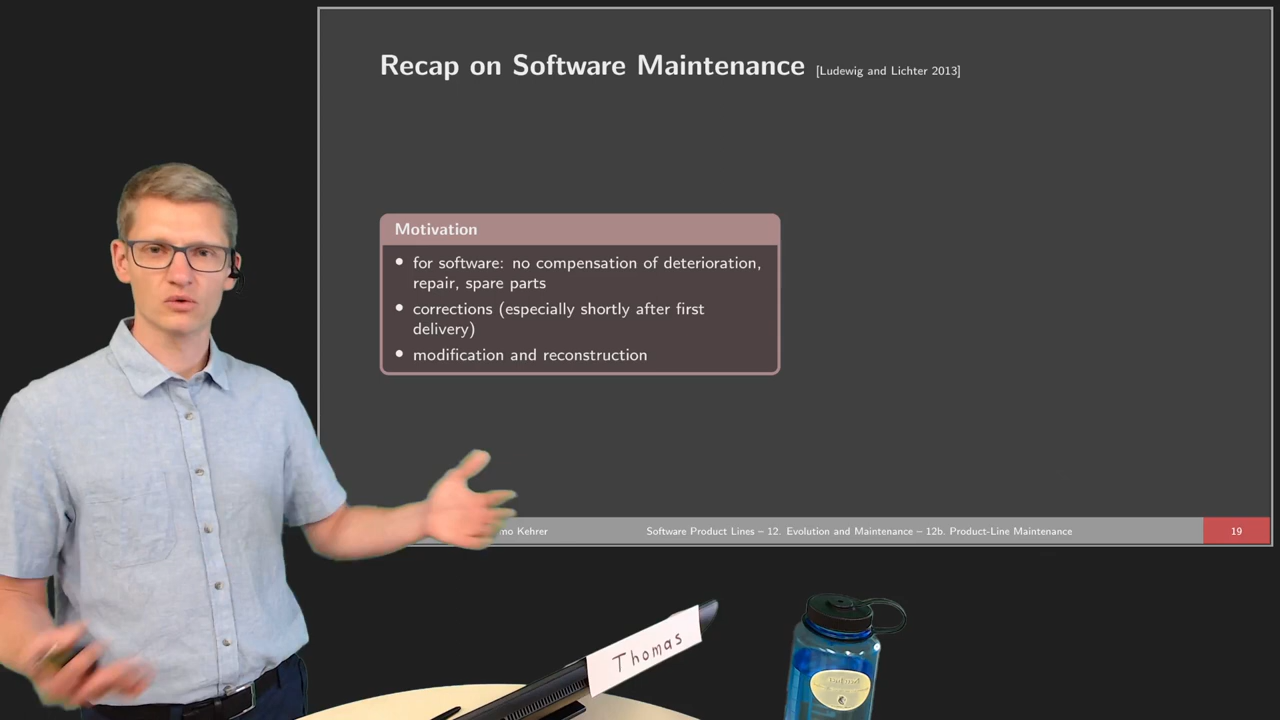 Recap on Software Maintenance [Ludewig and Lichter 2013]
Motivation
• for software: no compensation of deterioration,
repair, spare parts
• corrections (especially shortly after first
delivery)
• modification and reconstruction
Kehrer
Software Product Lines – 12. Evolution and Maintenance – 12b. Product-Line Maintenance
19
Thomas